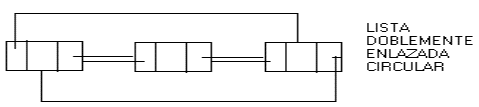 LISTA
DOBLEMENTE
ENLAZADA
CIRCULAR